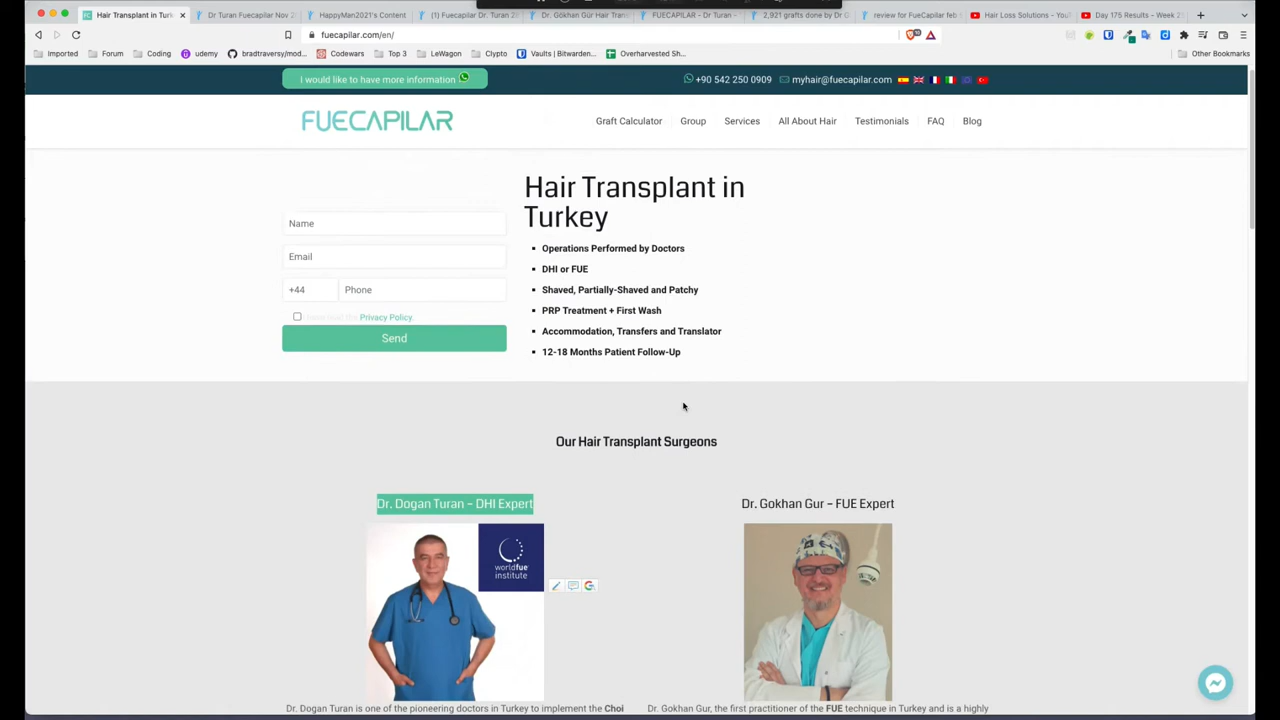 Hair Transplant in Turk
Dr Turan Fuecapilar Nov 2
HappyMan2021's Content
(1) Fuecapilar Dr. Turan 28
Dr. Gökhan Gür Hair Trans
FUECAPILAR - Dr Turan -
2,921 grafts done by Dr G
review for FueCapilar feb
Hair Loss Solutions - YouT
Day 175 Results - Week 2
fuecapilar.com/en/
Imported
Forum
Coding
udemy
bradtraversy/mod...
Codewars
Top 3
LeWagon
Clypto
Vaults | Bitwarden...
Overharvested Sh...
Other Bookmarks
I would like to have more information
+90 542 250 0909
myhair@fuecapilar.com
FUECAPILAR
Graft Calculator
Group
Services
All About Hair
Testimonials
FAQ
Blog
Hair Transplant in
Turkey
Name
Email
+44
Phone
Privacy Policy.
Send
Operations Performed by Doctors
DHI or FUE
Shaved, Partially-Shaved and Patchy
PRP Treatment + First Wash
Accommodation, Transfers and Translator
12-18 Months Patient Follow-Up
Our Hair Transplant Surgeons
Dr. Dogan Turan – DHI Expert
Dr. Gokhan Gur – FUE Expert
worldfue
institute
Dr. Dogan Turan is one of the pioneering doctors in Turkey to implement the Choi
Dr. Gokhan Gur, the first practitioner of the FUE technique in Turkey and is a highly